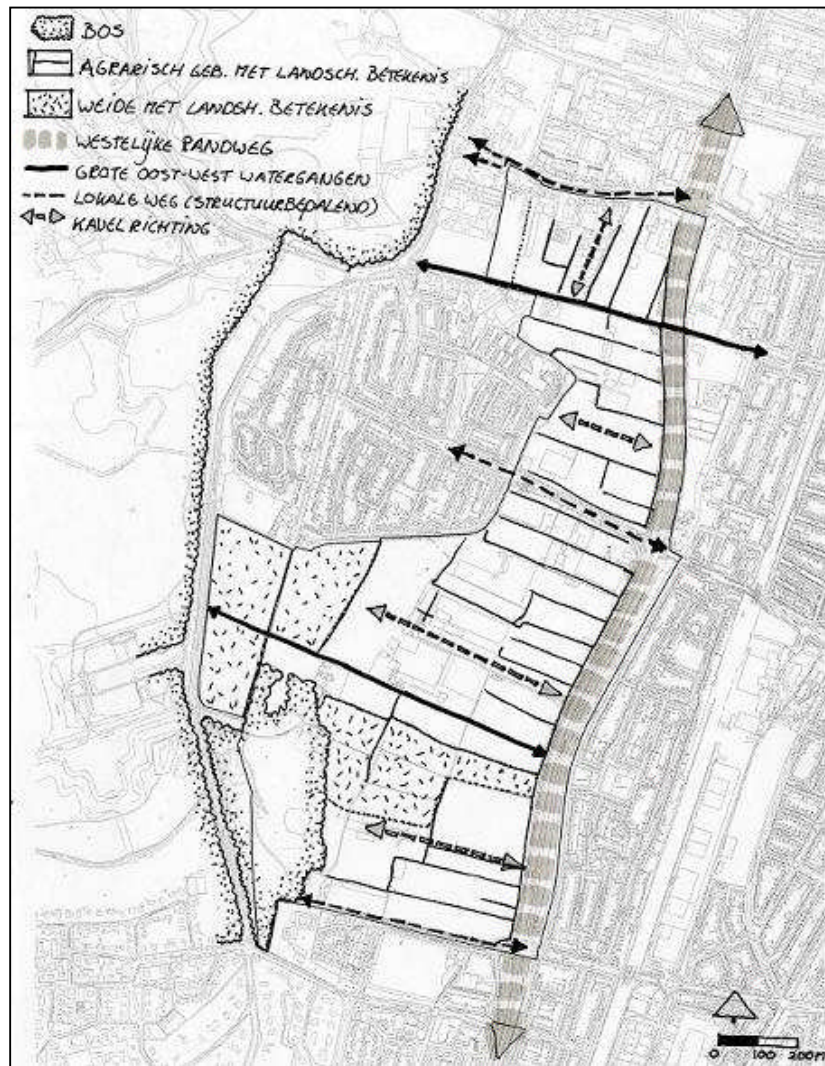 BOS
AGRARISCH GEB. MET LANDSCH. BETEKENIS
WEIDE MET LANDSH. BETEKENIS
WESTELIJKE RANDWEG
GROTE OOST-WEST WATERGANGEN
LOKALE WEG (STRUCTUURBEPALEND)
KAVELRICHTING
0 100 200M